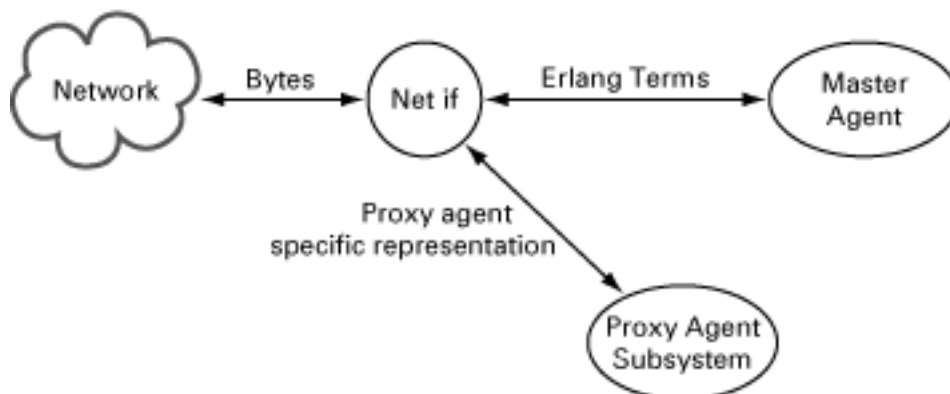 Network
Bytes
Net if
Erlang Terms
Master
Agent
Proxy agent
specific representation
Proxy Agent
Subsystem